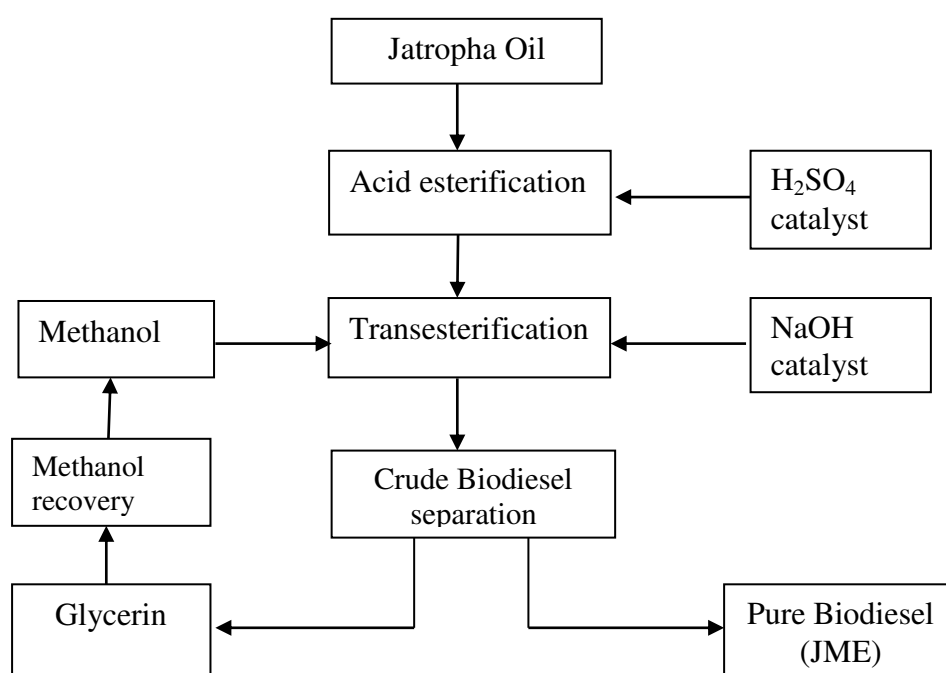 Jatropha Oil
Acid esterification
H₂SO₄
catalyst
Methanol
Transesterification
NaOH
catalyst
Methanol
recovery
Crude Biodiesel
separation
Glycerin
Pure Biodiesel
(JME)